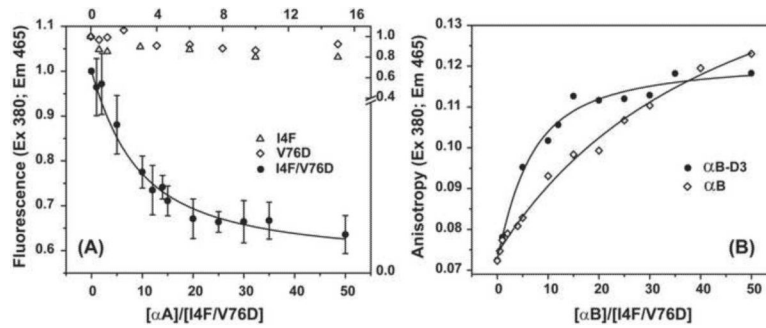 0 4 8 12 16
Fluorescence (Ex 380; Em 465)
1.1
1.0
0.9
0.8
0.7
0.6
1.0
0.8
0.6
0.4
0.0
I4F
V76D
I4F/V76D
(A)
0 10 20 30 40 50
[αA]/[I4F/V76D]
Anisotropy (Ex 380; Em 465)
0.12
0.11
0.10
0.09
0.08
0.07
αB-D3
αB
(B)
0 10 20 30 40 50
[αB]/[I4F/V76D]